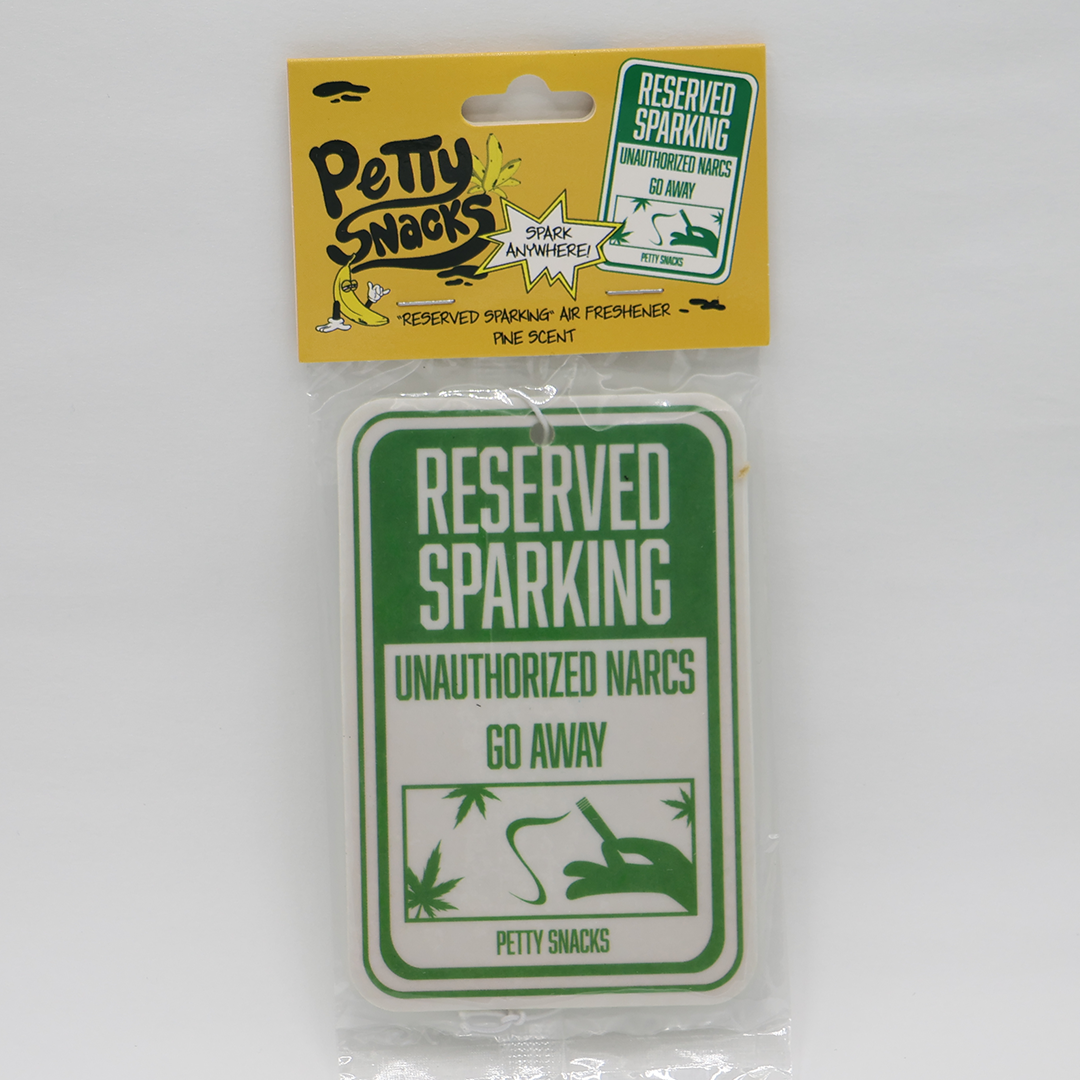 Petty
Snacks
SPARK
ANYWHERE!
RESERVED
SPARKING
UNAUTHORIZED NARCS
GO AWAY
PETTY SNACKS
"RESERVED SPARKING" AIR FRESHENER
PINE SCENT
RESERVED
SPARKING
UNAUTHORIZED NARCS
GO AWAY
PETTY SNACKS